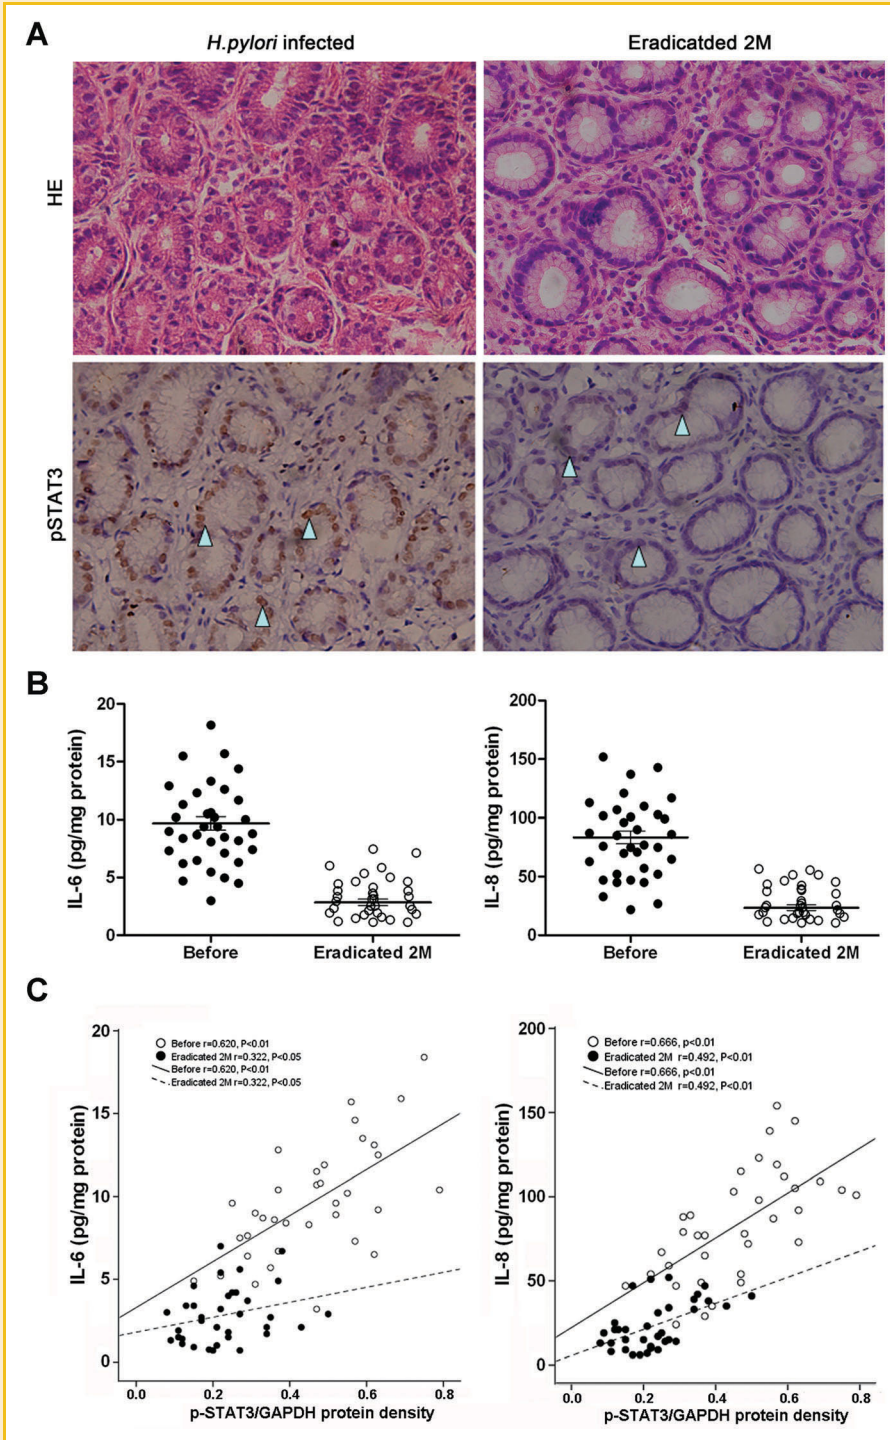 A
H.pylori infected
Eradicatded 2M
HE
pSTAT3
B
IL-6 (pg/mg protein)
20
15
10
5
0
Before
Eradicated 2M
IL-8 (pg/mg protein)
200
150
100
50
0
Before
Eradicated 2M
C
IL-6 (pg/mg protein)
20
15
10
5
0
Before r=0.620, P<0.01
Eradicated 2M r=0.322, P<0.05
Before r=0.620, P<0.01
Eradicated 2M r=0.322, P<0.05
0.0
0.2
0.4
0.6
0.8
p-STAT3/GAPDH protein density
IL-8 (pg/mg protein)
200
150
100
50
0
Before r=0.666, p<0.01
Eradicated 2M r=0.492, P<0.01
Before r=0.666, p<0.01
Eradicated 2M r=0.492, P<0.01
0.0
0.2
0.4
0.6
0.8
p-STAT3/GAPDH protein density